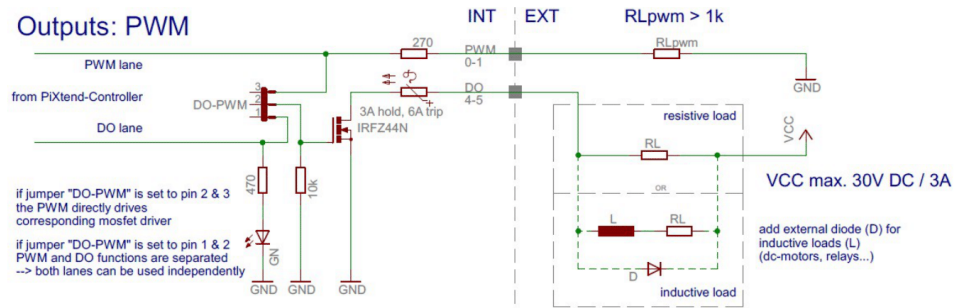 Outputs: PWM
INT
EXT
RLpwm > 1k
PWM lane
270
PWM
0-1
RLpwm
GND
from PiXtend-Controller
DO-PWM
3
2
1
DO
4-5
DO lane
3A hold, 6A trip
IRFZ44N
resistive load
RL
VCC
VCC max. 30V DC / 3A
OR
470
10k
if jumper "DO-PWM" is set to pin 2 & 3
the PWM directly drives
corresponding mosfet driver
L
RL
add external diode (D) for
inductive loads (L)
(dc-motors, relays...)
if jumper "DO-PWM" is set to pin 1 & 2
PWM and DO functions are separated
--> both lanes can be used independently
GN
D
GND
GND
GND
inductive load